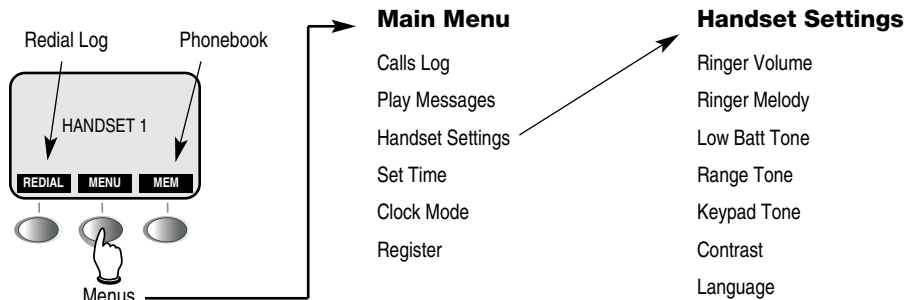 Redial Log
Phonebook
HANDSET 1
REDIAL
MENU
MEM
Menus
Main Menu
Calls Log
Play Messages
Handset Settings
Set Time
Clock Mode
Register
Handset Settings
Ringer Volume
Ringer Melody
Low Batt Tone
Range Tone
Keypad Tone
Contrast
Language